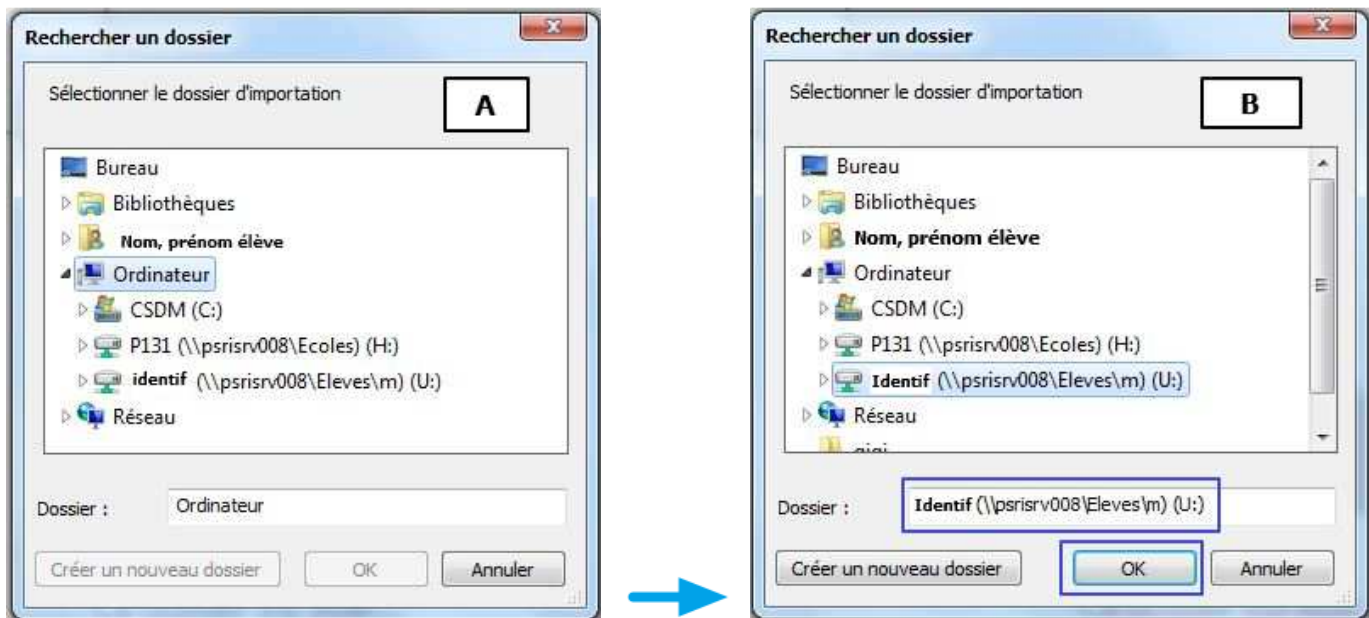 Rechercher un dossier
Sélectionner le dossier d'importation
A
Bureau
Bibliothèques
Nom, prénom élève
Ordinateur
CSDM (C:)
P131 (\\psrisrv008\Ecoles) (H:)
identif (\\psrisrv008\Eleves\m) (U:)
Réseau
Dossier : Ordinateur
Créer un nouveau dossier OK Annuler
Rechercher un dossier
Sélectionner le dossier d'importation
B
Bureau
Bibliothèques
Nom, prénom élève
Ordinateur
CSDM (C:)
P131 (\\psrisrv008\Ecoles) (H:)
Identif (\\psrisrv008\Eleves\m) (U:)
Réseau
Dossier : Identif (\\psrisrv008\Eleves\m) (U:)
Créer un nouveau dossier OK Annuler